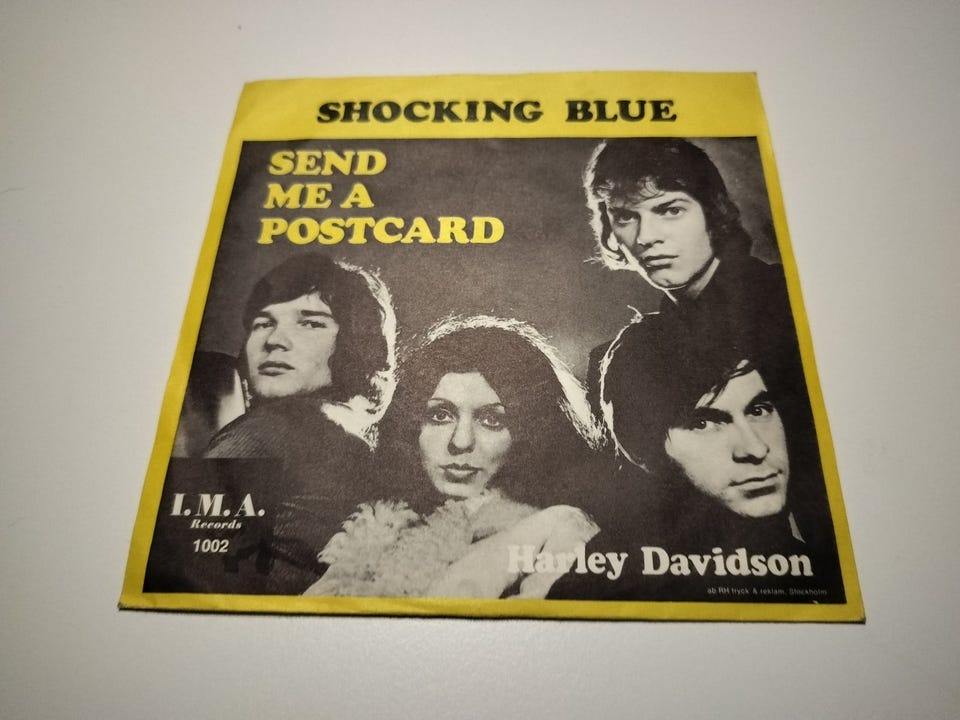 SHOCKING BLUE
SEND
ME A
POSTCARD
I.M.A.
Records
1002
Harley Davidson
ab RH tryck & reklam, Stockholm